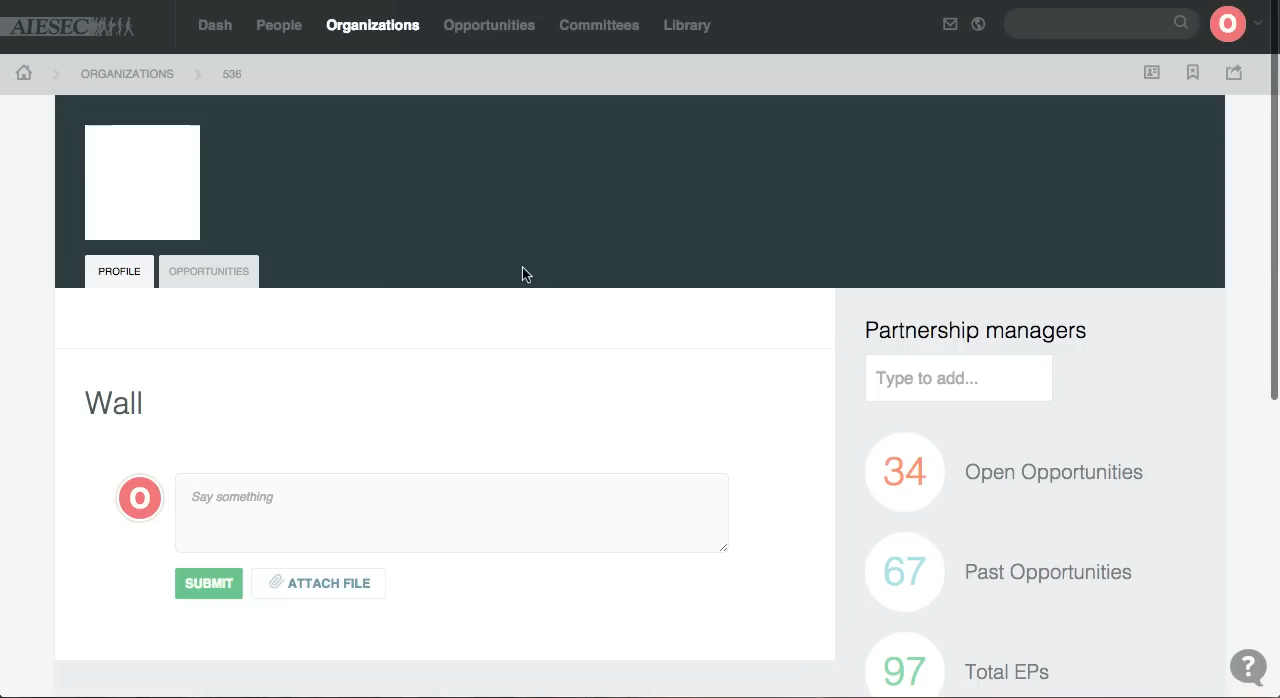 AIESEC Dash People Organizations Opportunities Committees Library O
ORGANIZATIONS 536
PROFILE OPPORTUNITIES
Partnership managers
Type to add...
Wall
34 Open Opportunities
O Say something
67 Past Opportunities
SUBMIT ATTACH FILE
97 Total EPs
?